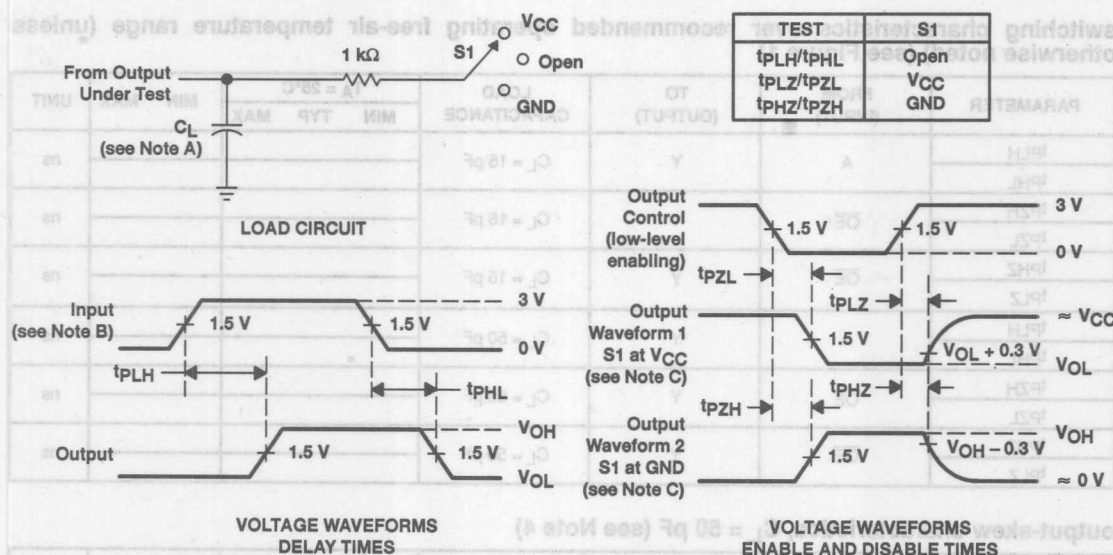 VCC
S1
1 kΩ
Open
GND
From Output
Under Test
CL
(see Note A)
LOAD CIRCUIT
TEST S1
tPLH/tPHL Open
tPLZ/tPZL VCC
tPHZ/tPZH GND
Input
(see Note B)
1.5 V 1.5 V
3 V
0 V
tPLH
tPHL
Output
1.5 V 1.5 V
VOH
VOL
VOLTAGE WAVEFORMS
DELAY TIMES
Output
Control
(low-level
enabling)
1.5 V 1.5 V
3 V
0 V
tPZL
tPLZ
Output
Waveform 1
S1 at VCC
(see Note C)
1.5 V
≈ VCC
VOL + 0.3 V
VOL
tPHZ
tPZH
Output
Waveform 2
S1 at GND
(see Note C)
1.5 V
VOH
VOH – 0.3 V
≈ 0 V
VOLTAGE WAVEFORMS
ENABLE AND DISABLE TIMES